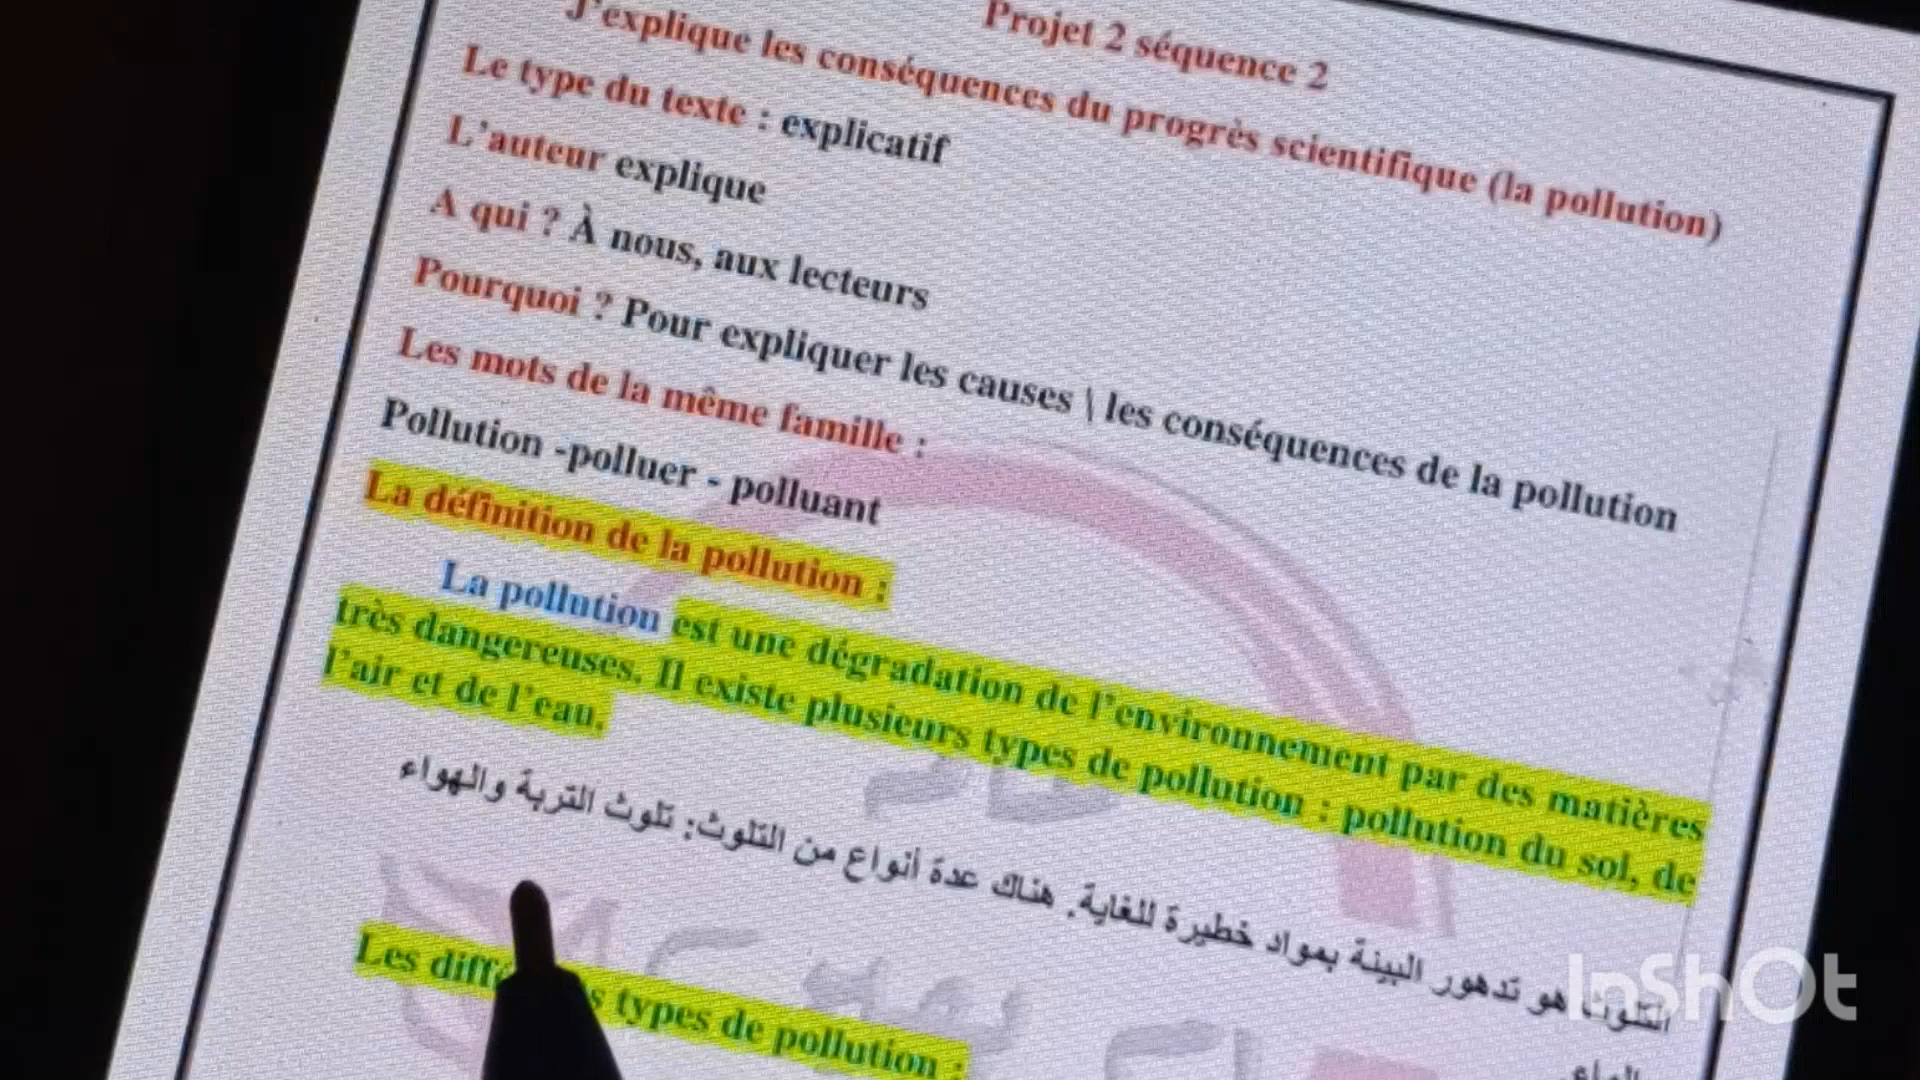 Projet 2 séquence 2
J'explique les conséquences du progrès scientifique (la pollution)
Le type du texte : explicatif
L'auteur explique
A qui ? À nous, aux lecteurs
Pourquoi ? Pour expliquer les causes \ les conséquences de la pollution
Les mots de la même famille :
Pollution -polluer - polluant
La définition de la pollution :
La pollution est une dégradation de l'environnement par des matières
très dangereuses. Il existe plusieurs types de pollution : pollution du sol, de
l'air et de l'eau.
التلوث هو تدهور البيئة بمواد خطيرة للغاية. هناك عدة أنواع من التلوث: تلوث التربة والهواء
والماء.
Les types de pollution :
InShOt